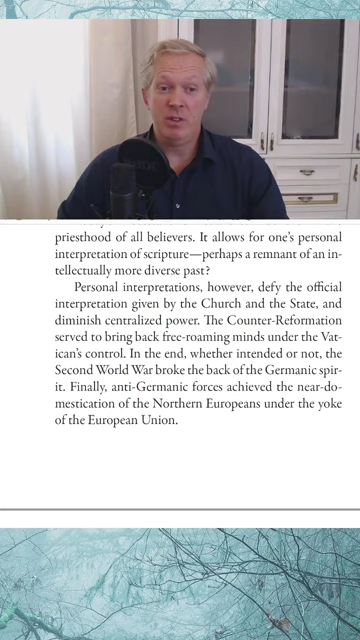 priesthood of all believers. It allows for one's personal
interpretation of scripture—perhaps a remnant of an in-
tellectually more diverse past?
Personal interpretations, however, defy the official
interpretation given by the Church and the State, and
diminish centralized power. The Counter-Reformation
served to bring back free-roaming minds under the Vat-
ican's control. In the end, whether intended or not, the
Second World War broke the back of the Germanic spir-
it. Finally, anti-Germanic forces achieved the near-do-
mestication of the Northern Europeans under the yoke
of the European Union.